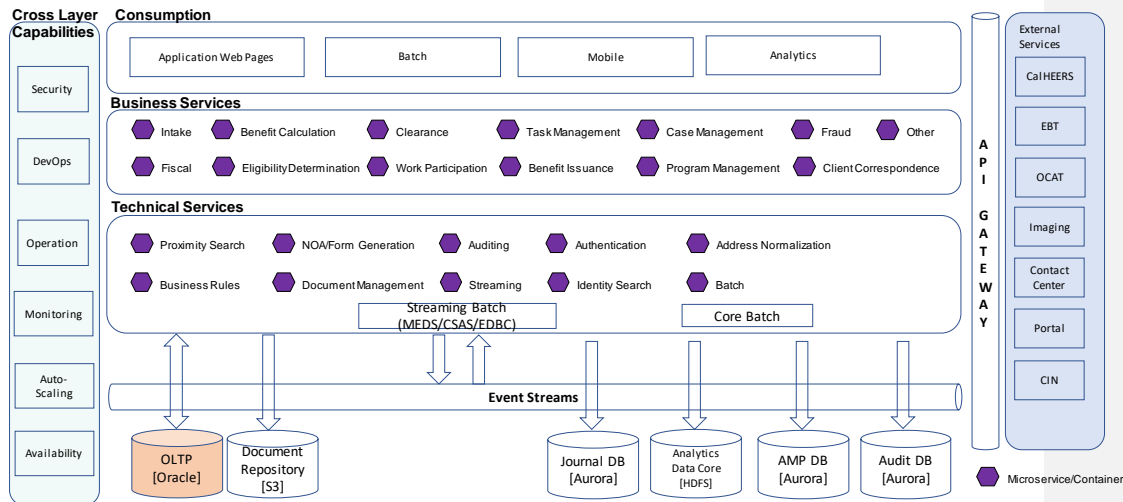 Cross Layer
Capabilities
Security
DevOps
Operation
Monitoring
Auto-
Scaling
Availability
Consumption
Application Web Pages
Batch
Mobile
Analytics
Business Services
Intake
Benefit Calculation
Clearance
Task Management
Case Management
Fraud
Other
Fiscal
Eligibility Determination
Work Participation
Benefit Issuance
Program Management
Client Correspondence
Technical Services
Proximity Search
NOA/Form Generation
Auditing
Authentication
Address Normalization
Business Rules
Document Management
Streaming
Identity Search
Batch
Streaming Batch
(MEDS/CSAS/EDBC)
Core Batch
Event Streams
OLTP
[Oracle]
Document
Repository
[S3]
Journal DB
[Aurora]
Analytics
Data Core
[HDFS]
AMP DB
[Aurora]
Audit DB
[Aurora]
A
P
I
G
A
T
E
W
A
Y
External
Services
CalHEERS
EBT
OCAT
Imaging
Contact
Center
Portal
CIN
Microservice/Container